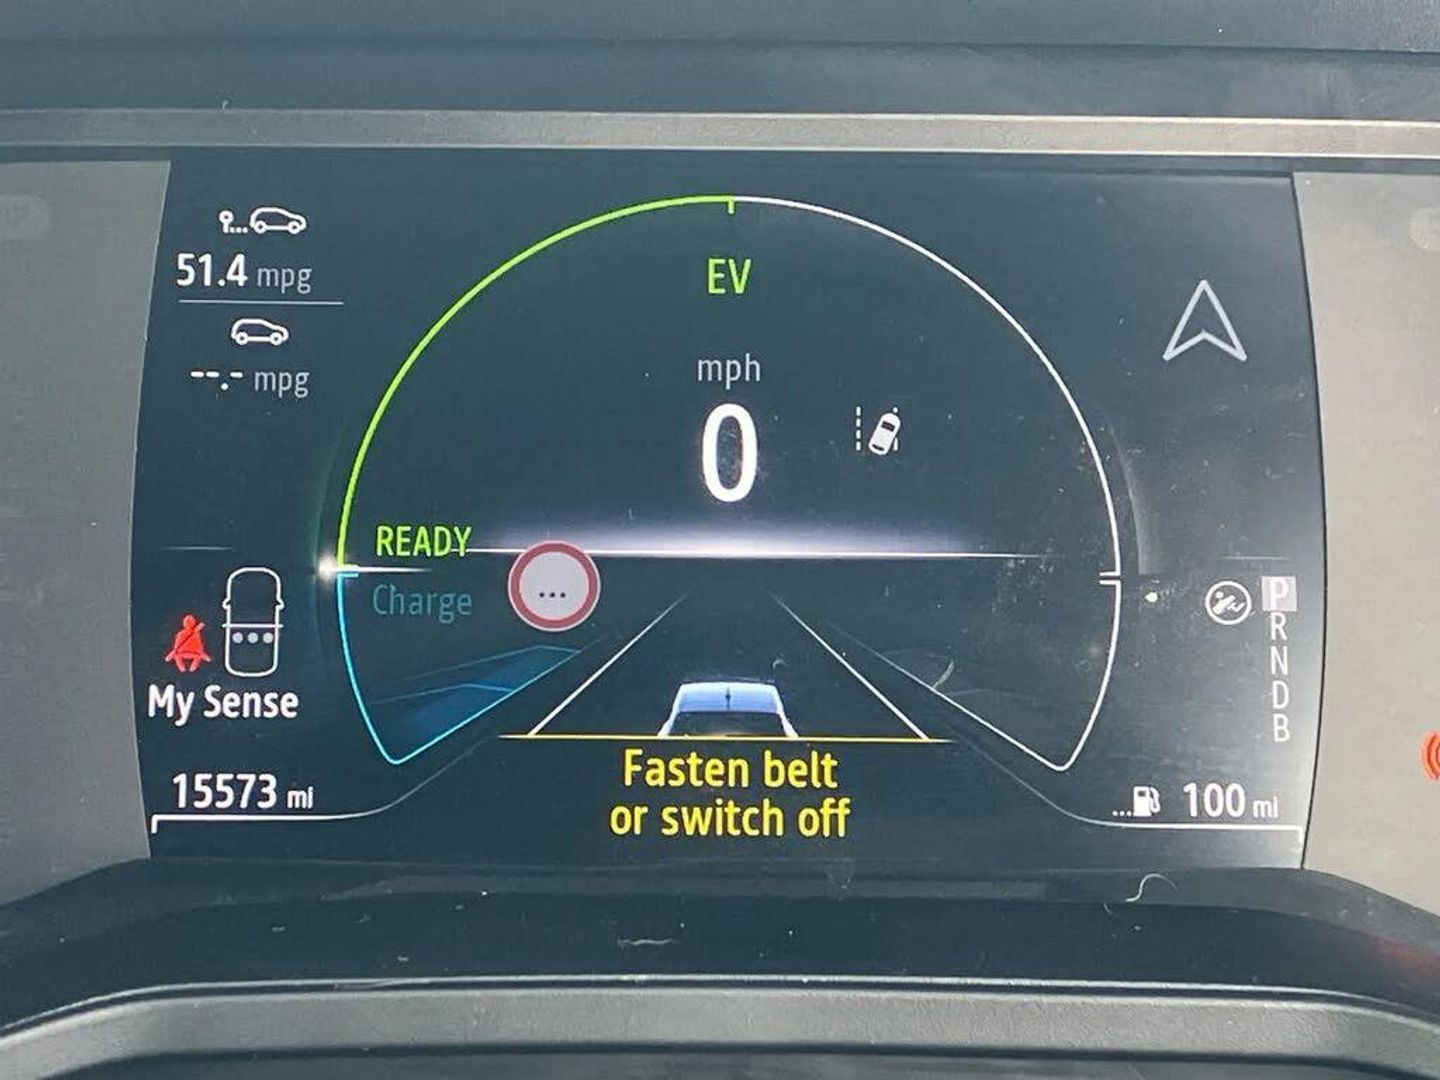 51.4 mpg
--.- mpg
EV
mph
0
READY
Charge
...
My Sense
15573 mi
Fasten belt
or switch off
P
R
N
D
B
...100 mi